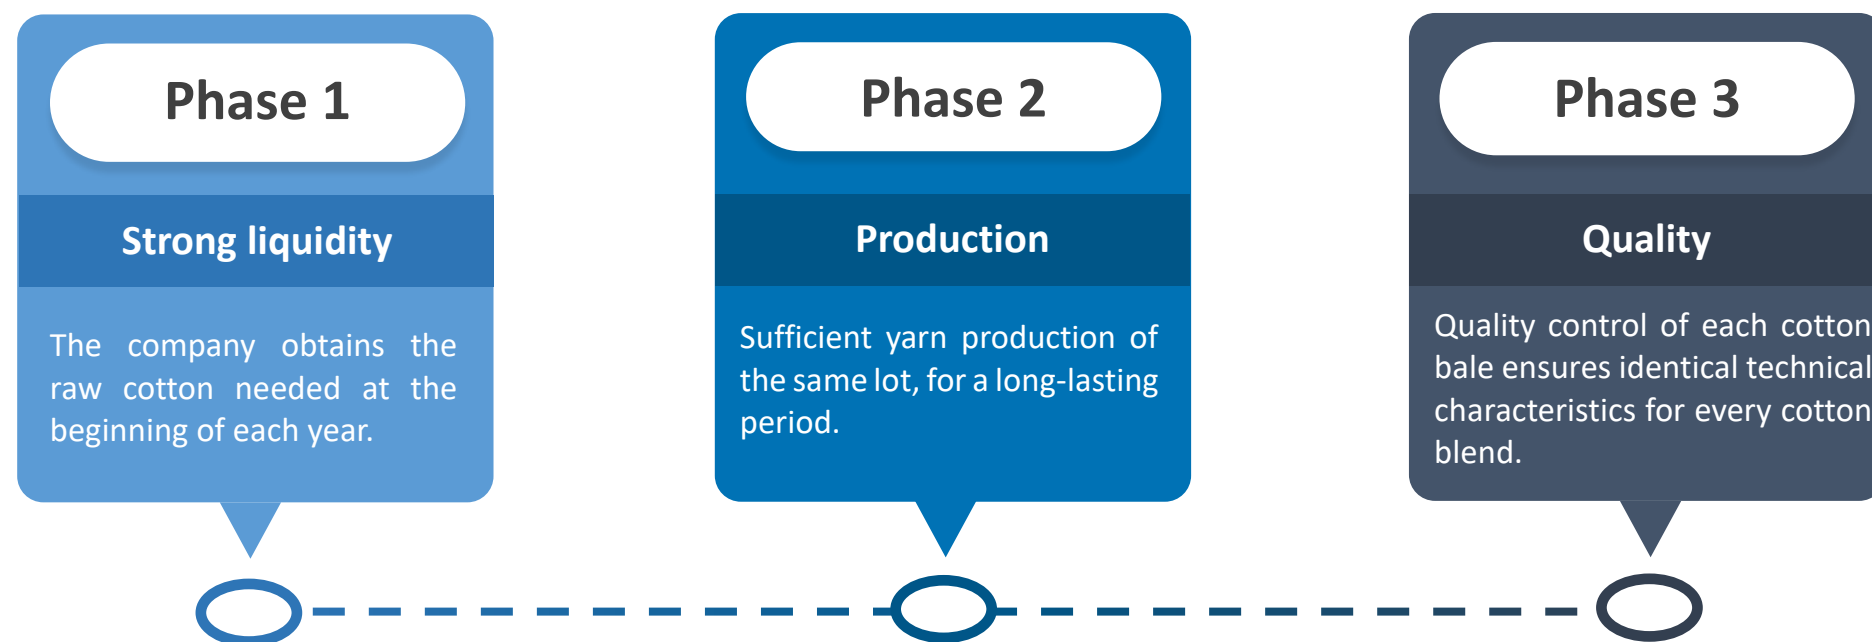 Phase 1
Strong liquidity
The company obtains the
raw cotton needed at the
beginning of each year.
Phase 2
Production
Sufficient yarn production of
the same lot, for a long-lasting
period.
Phase 3
Quality
Quality control of each cotton
bale ensures identical technical
characteristics for every cotton
blend.